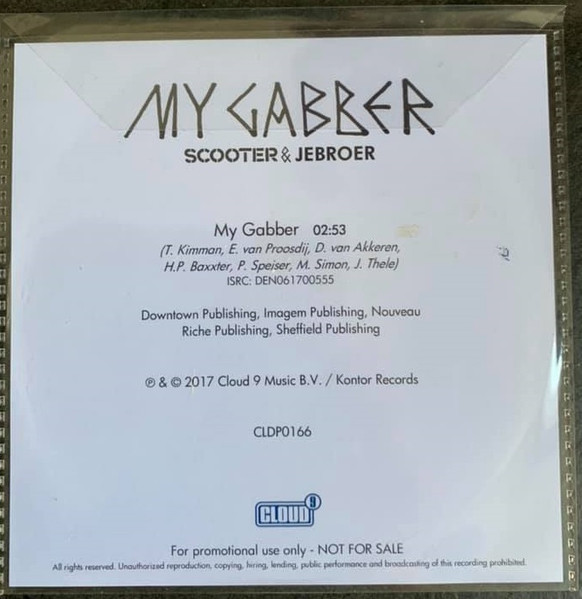 MY GABBER
SCOOTER & JEBROER
My Gabber 02:53
(T. Kimman, E. van Proosdij, D. van Akkeren,
H.P. Baxxter, P. Speiser, M. Simon, J. Thele)
ISRC: DEN061700555
Downtown Publishing, Imagem Publishing, Nouveau
Riche Publishing, Sheffield Publishing
℗ & © 2017 Cloud 9 Music B.V. / Kontor Records
CLDP0166
CLOUD 9
For promotional use only - NOT FOR SALE
All rights reserved. Unauthorized reproduction, copying, hiring, lending, public performance and broadcasting of this recording prohibited.